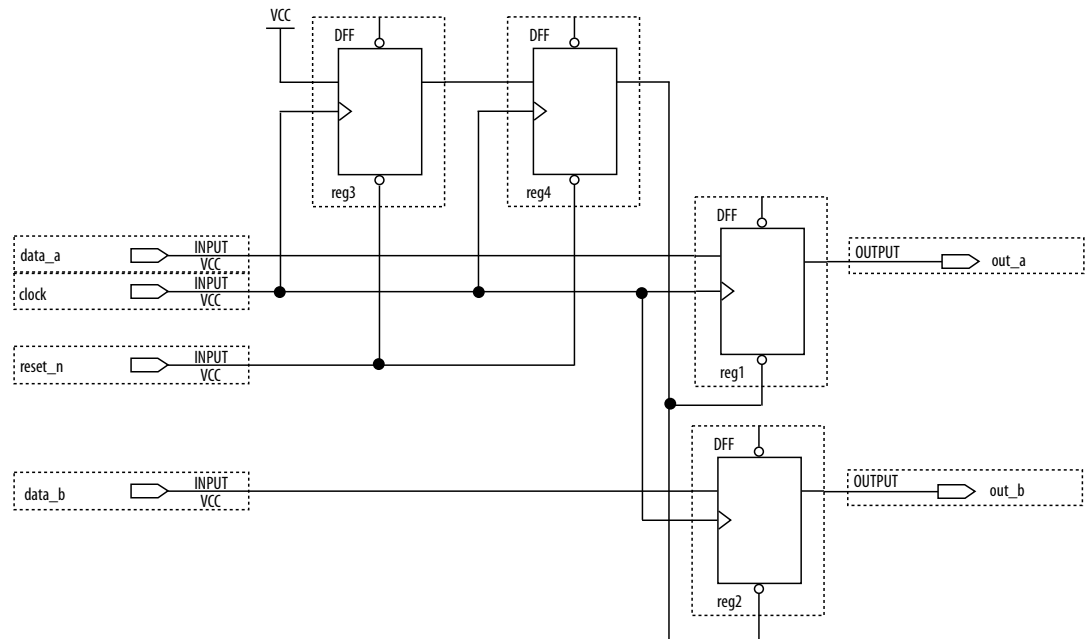 VCC
DFF
DFF
reg3
reg4
DFF
data_a
INPUT
VCC
OUTPUT
out_a
clock
INPUT
VCC
reset_n
INPUT
VCC
reg1
DFF
data_b
INPUT
VCC
OUTPUT
out_b
reg2